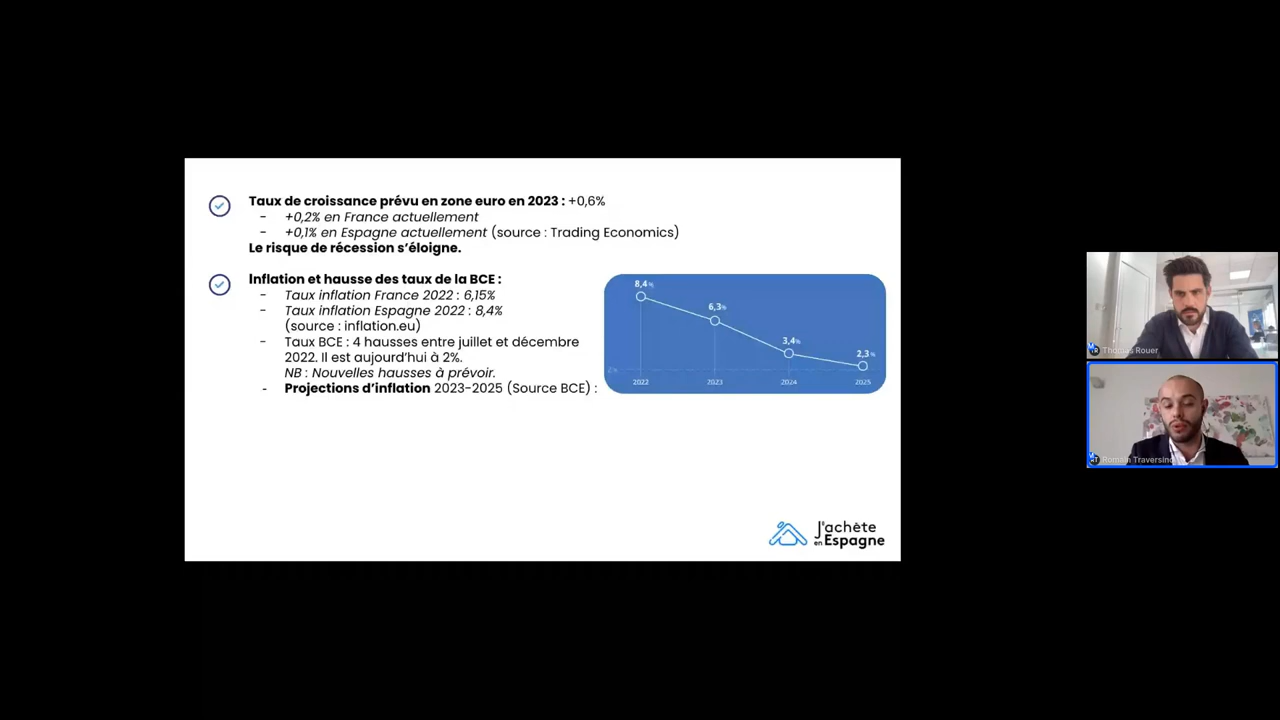 Taux de croissance prévu en zone euro en 2023 : +0,6%
- +0,2% en France actuellement
- +0,1% en Espagne actuellement (source : Trading Economics)
Le risque de récession s'éloigne.
Inflation et hausse des taux de la BCE :
- Taux inflation France 2022 : 6,15%
- Taux inflation Espagne 2022 : 8,4%
(source : inflation.eu)
- Taux BCE : 4 hausses entre juillet et décembre
2022. Il est aujourd'hui à 2%.
NB : Nouvelles hausses à prévoir.
- Projections d'inflation 2023-2025 (Source BCE) :
8,4%
6,3%
3,4%
2,3%
2%
2022 2023 2024 2025
J'achète
en Espagne
Thomas Rouer
Romain Traversino